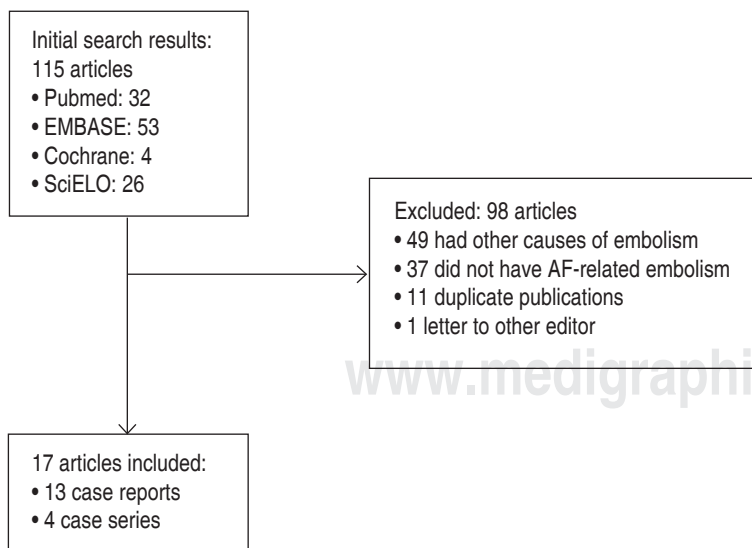 Initial search results:
115 articles
• Pubmed: 32
• EMBASE: 53
• Cochrane: 4
• SciELO: 26
Excluded: 98 articles
• 49 had other causes of embolism
• 37 did not have AF-related embolism
• 11 duplicate publications
• 1 letter to other editor
www.medigraphi
17 articles included:
• 13 case reports
• 4 case series